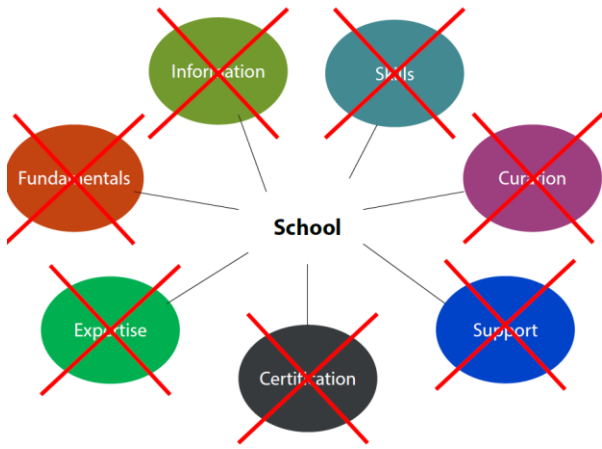 Information
Skills
Fundamentals
Curation
School
Expertise
Support
Certification